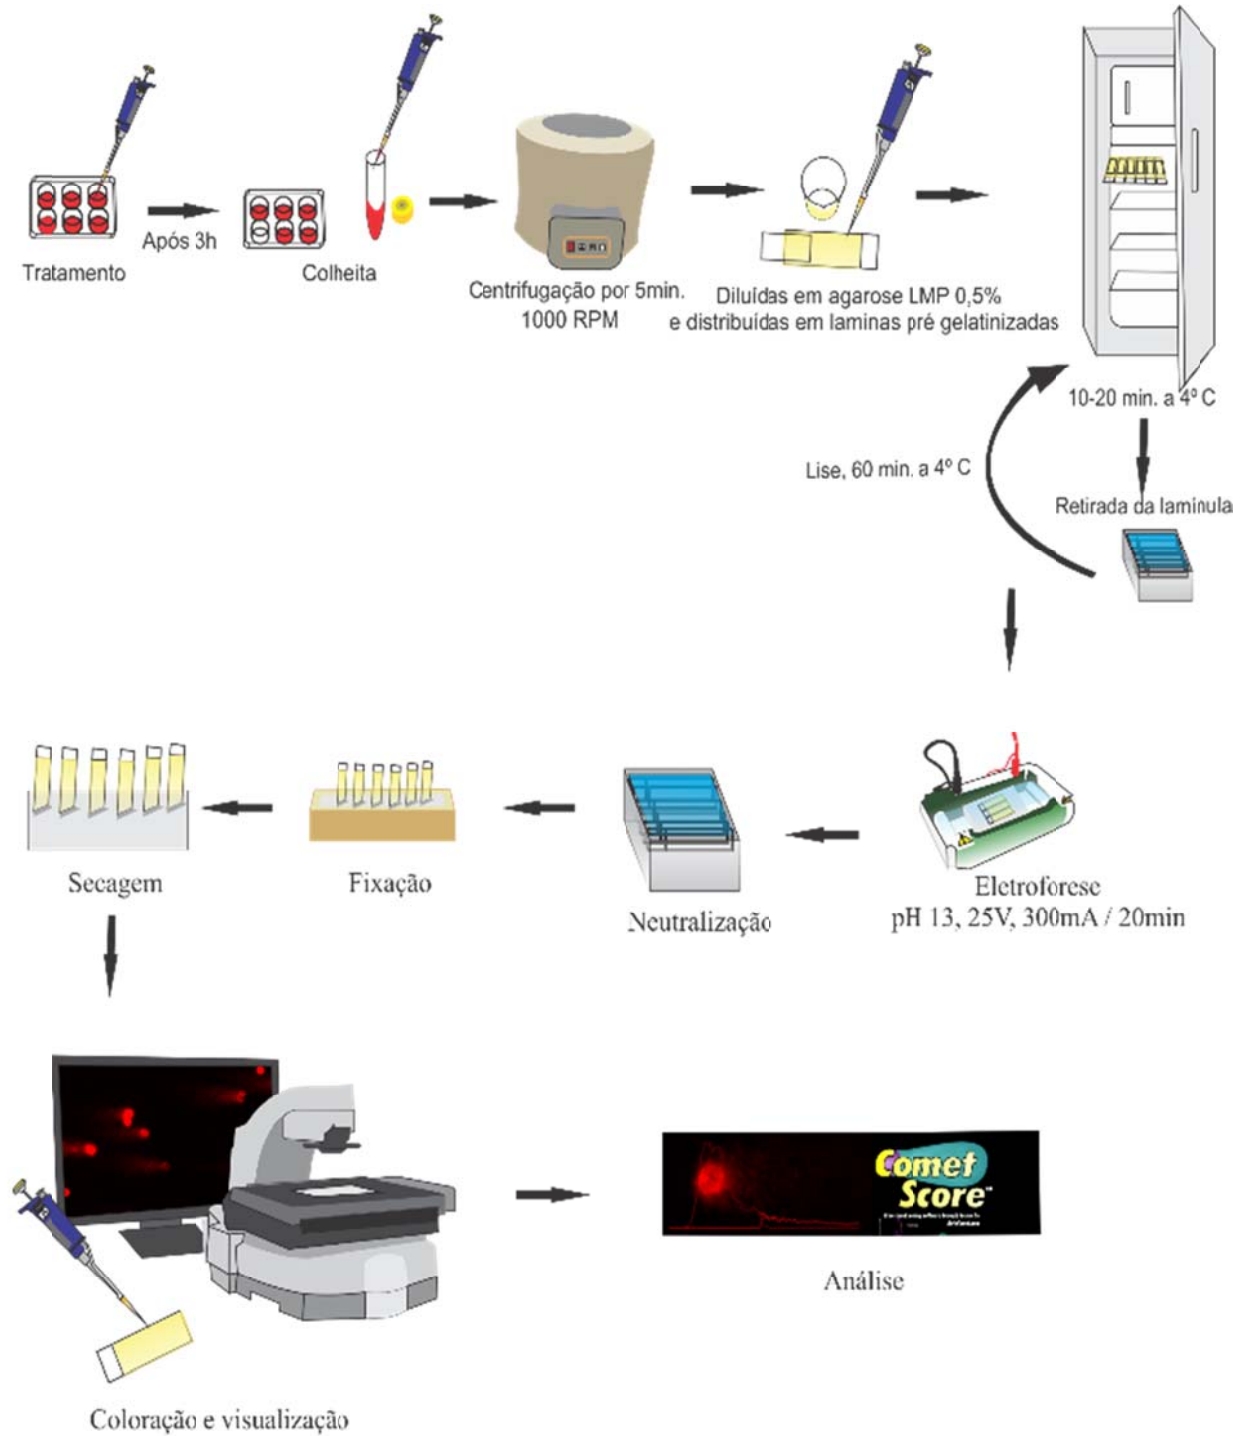 Tratamento
Após 3h
Colheita
Centrifugação por 5min.
1000 RPM
Diluídas em agarose LMP 0,5%
e distribuídas em laminas pré gelatinizadas
10-20 min. a 4º C
Lise, 60 min. a 4º C
Retirada da lamínula
Eletroforese
pH 13, 25V, 300mA / 20min
Neutralização
Fixação
Secagem
Coloração e visualização
Comet
Score
Análise